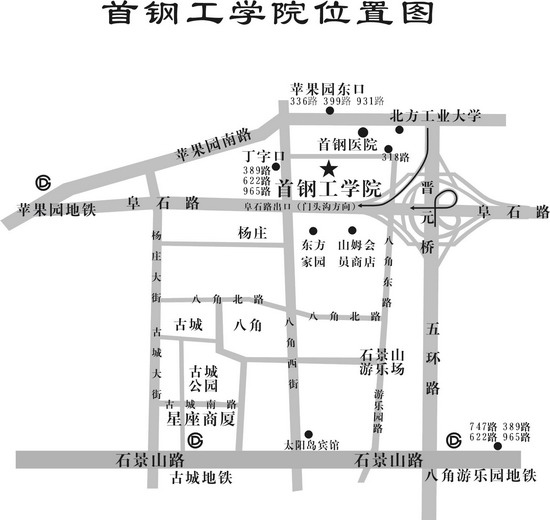 首钢工学院位置图
苹果园东口
336路 399路 931路
北方工业大学
苹果园南路
首钢医院
318路
丁字口
389路
622路
965路
首钢工学院
苹果园地铁
阜石路
阜石路出口(门头沟方向)
晋元桥
阜石路
杨庄
东方
家园
山姆会
员商店
杨庄大街
八角东路
八角北路
八角北路
古城
八角
五环路
古城大街
八角西街
石景山
游乐场
古城
公园
古城南路
星座商厦
游乐园路
太阳岛宾馆
747路 389路
622路 965路
石景山路
石景山路
古城地铁
八角游乐园地铁